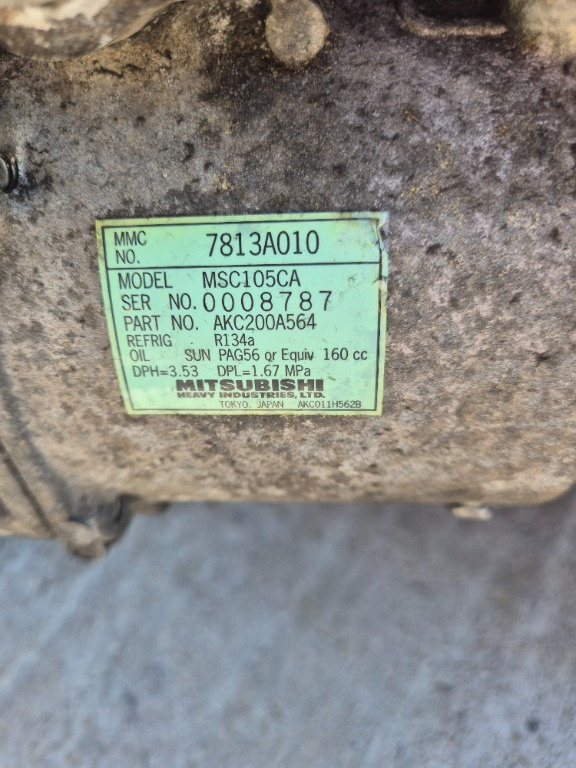 MMC NO. 7813A010
MODEL MSC105CA
SER NO. 0008787
PART NO. AKC200A564
REFRIG R134a
OIL SUN PAG56 or Equiv 160 cc
DPH=3.53 DPL=1.67 MPa
MITSUBISHI
HEAVY INDUSTRIES, LTD.
TOKYO. JAPAN AKC011H562B